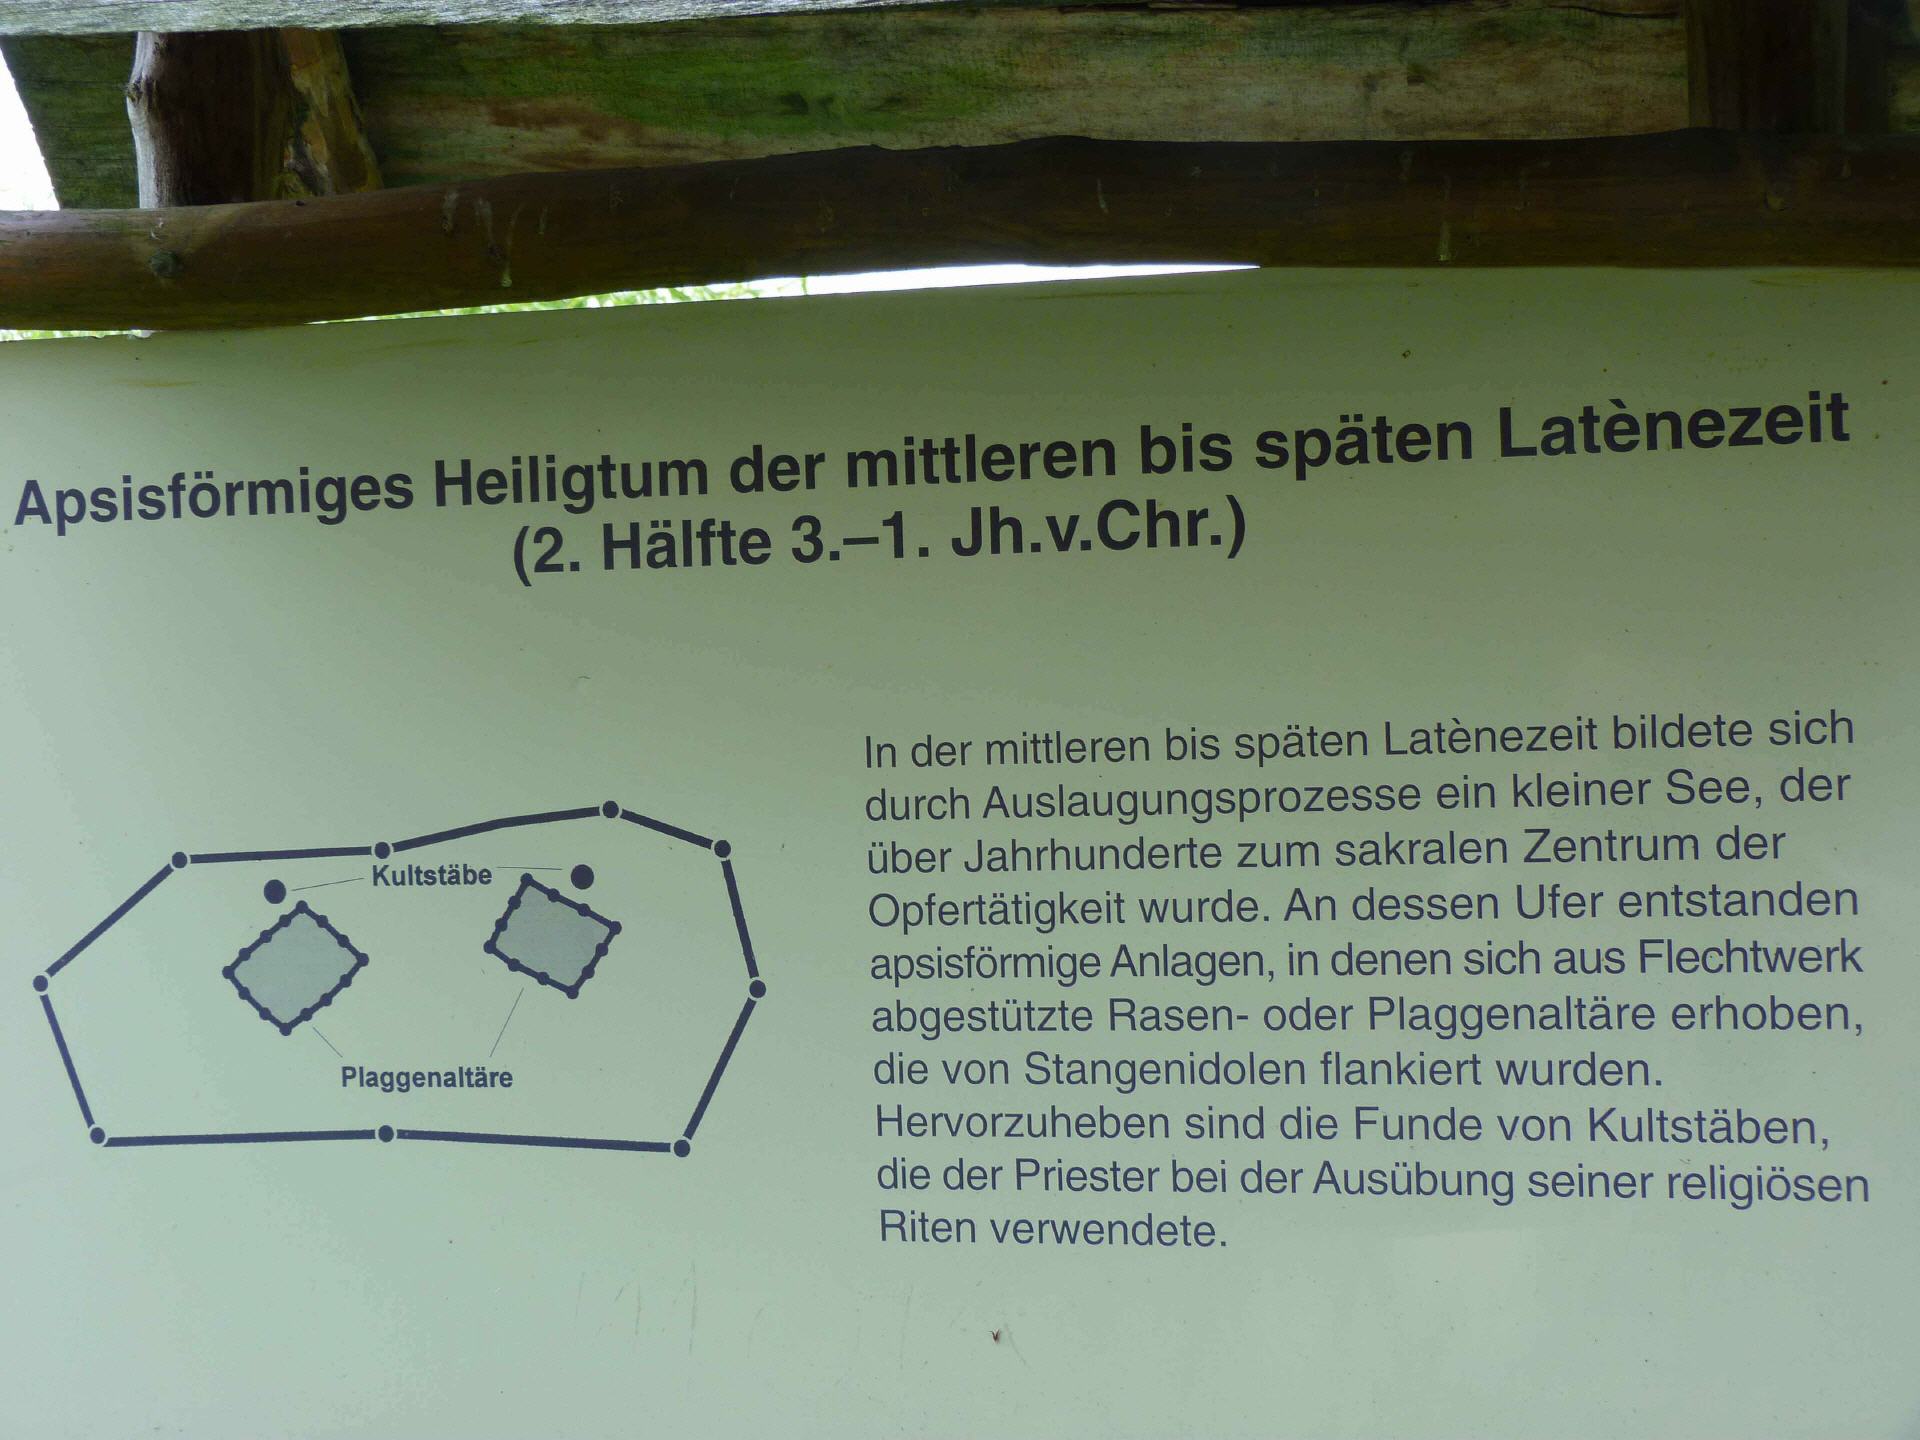 Apsisförmiges Heiligtum der mittleren bis späten Latènezeit
(2. Hälfte 3.–1. Jh.v.Chr.)
In der mittleren bis späten Latènezeit bildete sich
durch Auslaugungsprozesse ein kleiner See, der
über Jahrhunderte zum sakralen Zentrum der
Opfertätigkeit wurde. An dessen Ufer entstanden
apsisförmige Anlagen, in denen sich aus Flechtwerk
abgestützte Rasen- oder Plaggenaltäre erhoben,
die von Stangenidolen flankiert wurden.
Hervorzuheben sind die Funde von Kultstäben,
die der Priester bei der Ausübung seiner religiösen
Riten verwendete.
Kultstäbe
Plaggenaltäre